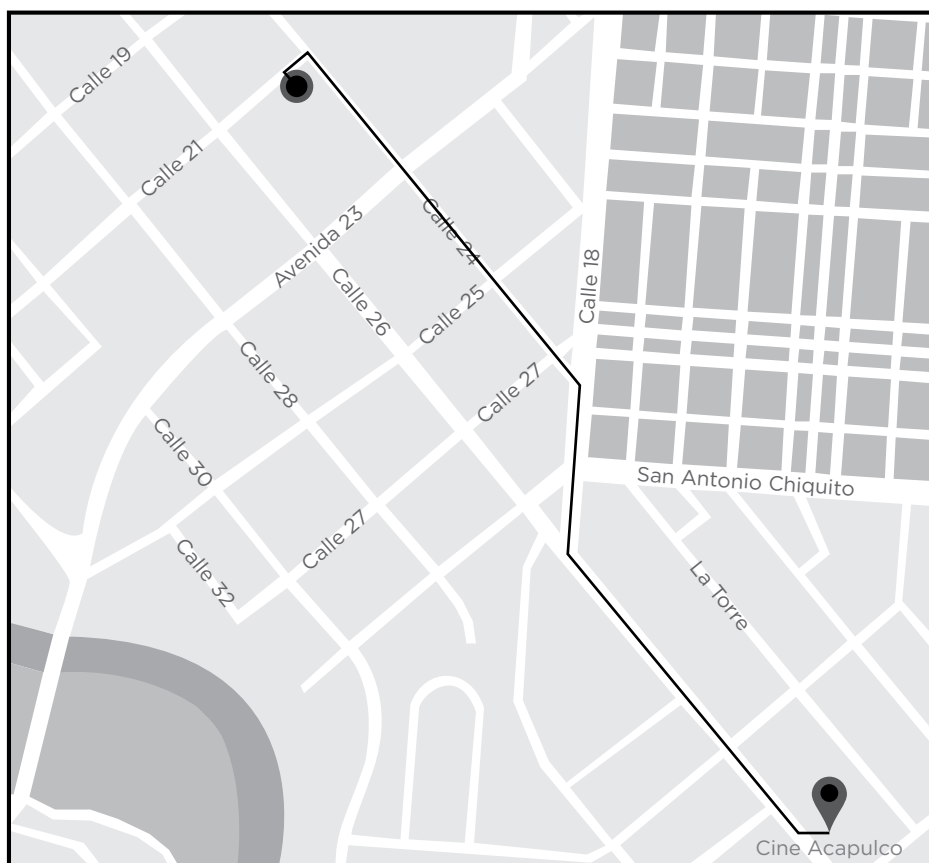 Calle 19
Calle 21
Avenida 23
Calle 24
Calle 18
Calle 26
Calle 25
Calle 28
Calle 27
Calle 30
San Antonio Chiquito
Calle 27
Calle 32
La Torre
Cine Acapulco